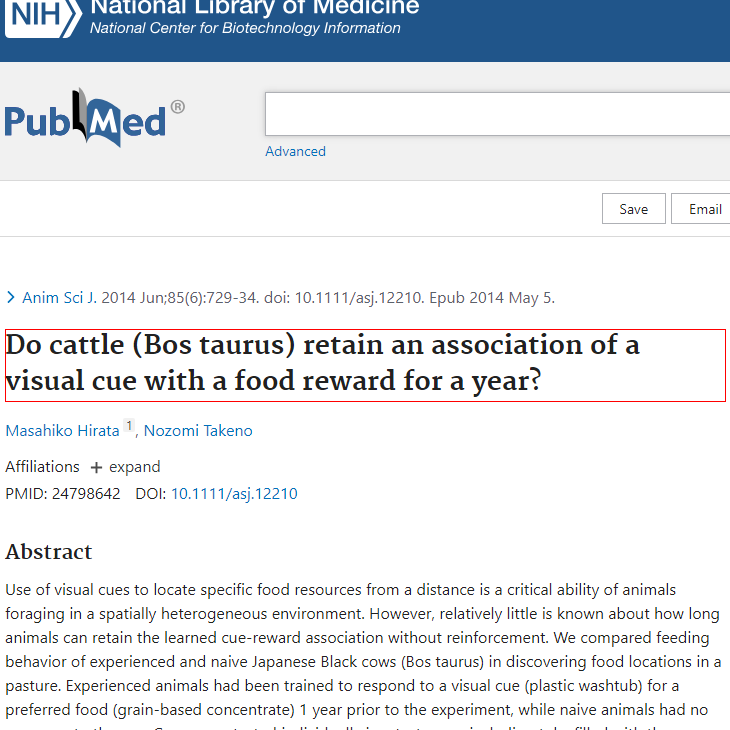 NIH National Library of Medicine
National Center for Biotechnology Information
PubMed®
Advanced
Save Email
Anim Sci J. 2014 Jun;85(6):729-34. doi: 10.1111/asj.12210. Epub 2014 May 5.
Do cattle (Bos taurus) retain an association of a
visual cue with a food reward for a year?
Masahiko Hirata 1, Nozomi Takeno
Affiliations + expand
PMID: 24798642 DOI: 10.1111/asj.12210
Abstract
Use of visual cues to locate specific food resources from a distance is a critical ability of animals
foraging in a spatially heterogeneous environment. However, relatively little is known about how long
animals can retain the learned cue-reward association without reinforcement. We compared feeding
behavior of experienced and naive Japanese Black cows (Bos taurus) in discovering food locations in a
pasture. Experienced animals had been trained to respond to a visual cue (plastic washtub) for a
preferred food (grain-based concentrate) 1 year prior to the experiment, while naive animals had no